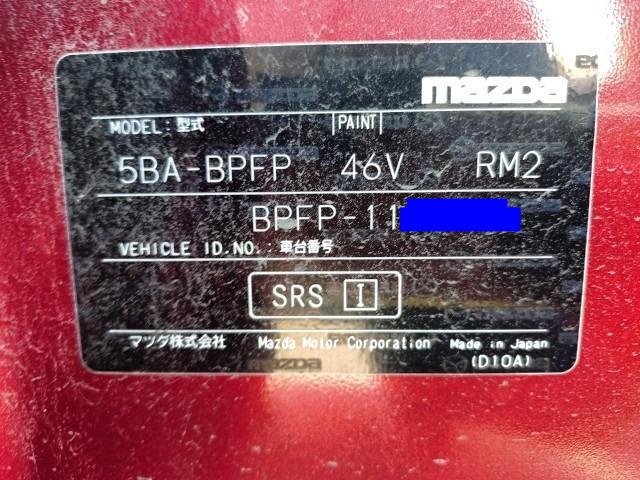 mazda
MODEL: 型式 PAINT
5BA-BPFP 46V RM2
BPFP-11
VEHICLE ID.NO.: 車台番号
SRS I
マツダ株式会社 Mazda Motor Corporation Made in Japan
(D10A)